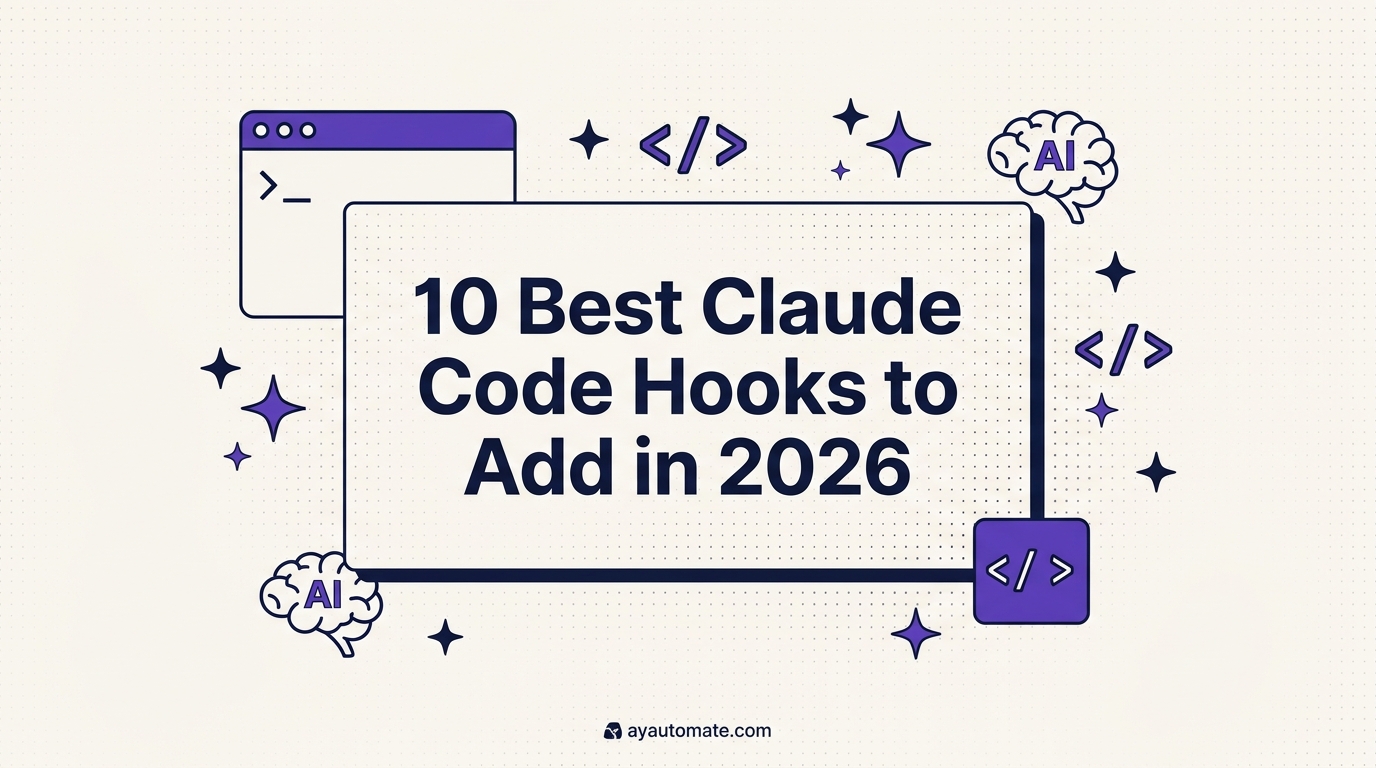 </>
AI
>_
10 Best Claude
Code Hooks to
Add in 2026
</>
</>
AI
ayautomate.com